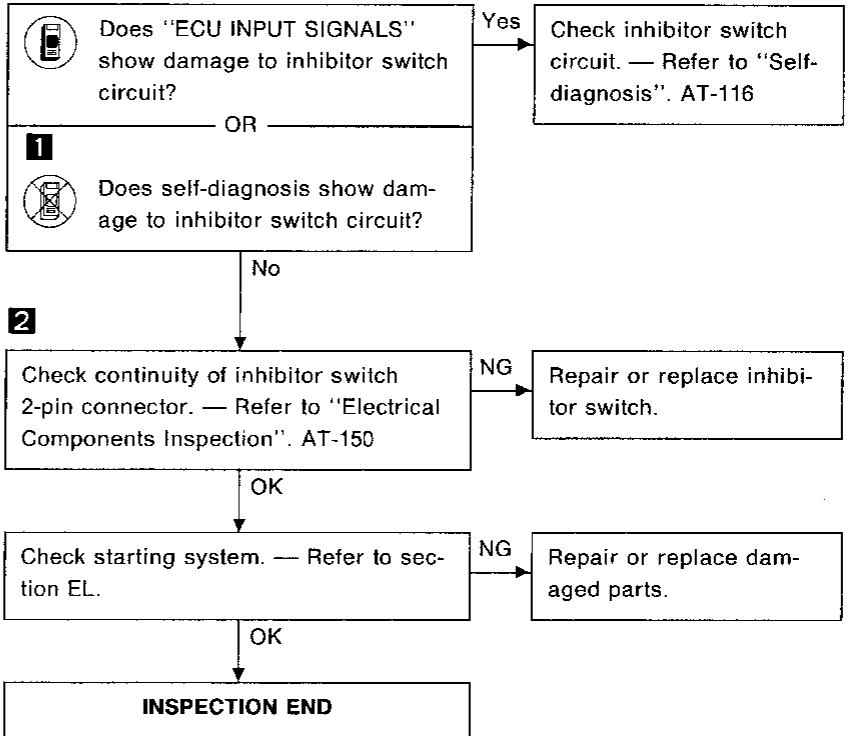 Does "ECU INPUT SIGNALS"
show damage to inhibitor switch
circuit?
Yes
Check inhibitor switch
circuit. — Refer to "Self-
diagnosis". AT-116
OR
1
Does self-diagnosis show dam-
age to inhibitor switch circuit?
No
2
Check continuity of inhibitor switch
2-pin connector. — Refer to "Electrical
Components Inspection". AT-150
NG
Repair or replace inhibi-
tor switch.
OK
Check starting system. — Refer to sec-
tion EL.
NG
Repair or replace dam-
aged parts.
OK
INSPECTION END